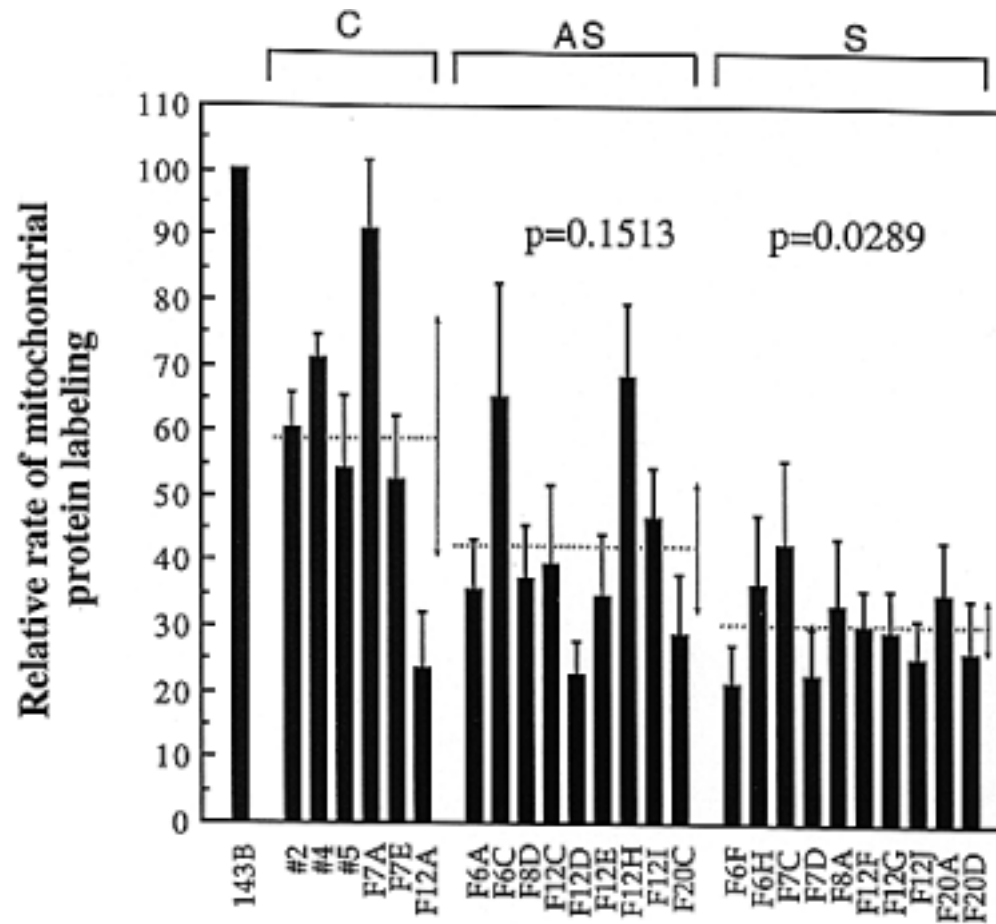 C
AS
S
Relative rate of mitochondrial
protein labeling
110
100
90
80
70
60
50
40
30
20
10
0
p=0.1513
p=0.0289
143B
#2
#4
#5
F7A
F7E
F12A
F6A
F6C
F8D
F12C
F12D
F12E
F12H
F12I
F20C
F6F
F6H
F7C
F7D
F8A
F12F
F12G
F12J
F20A
F20D